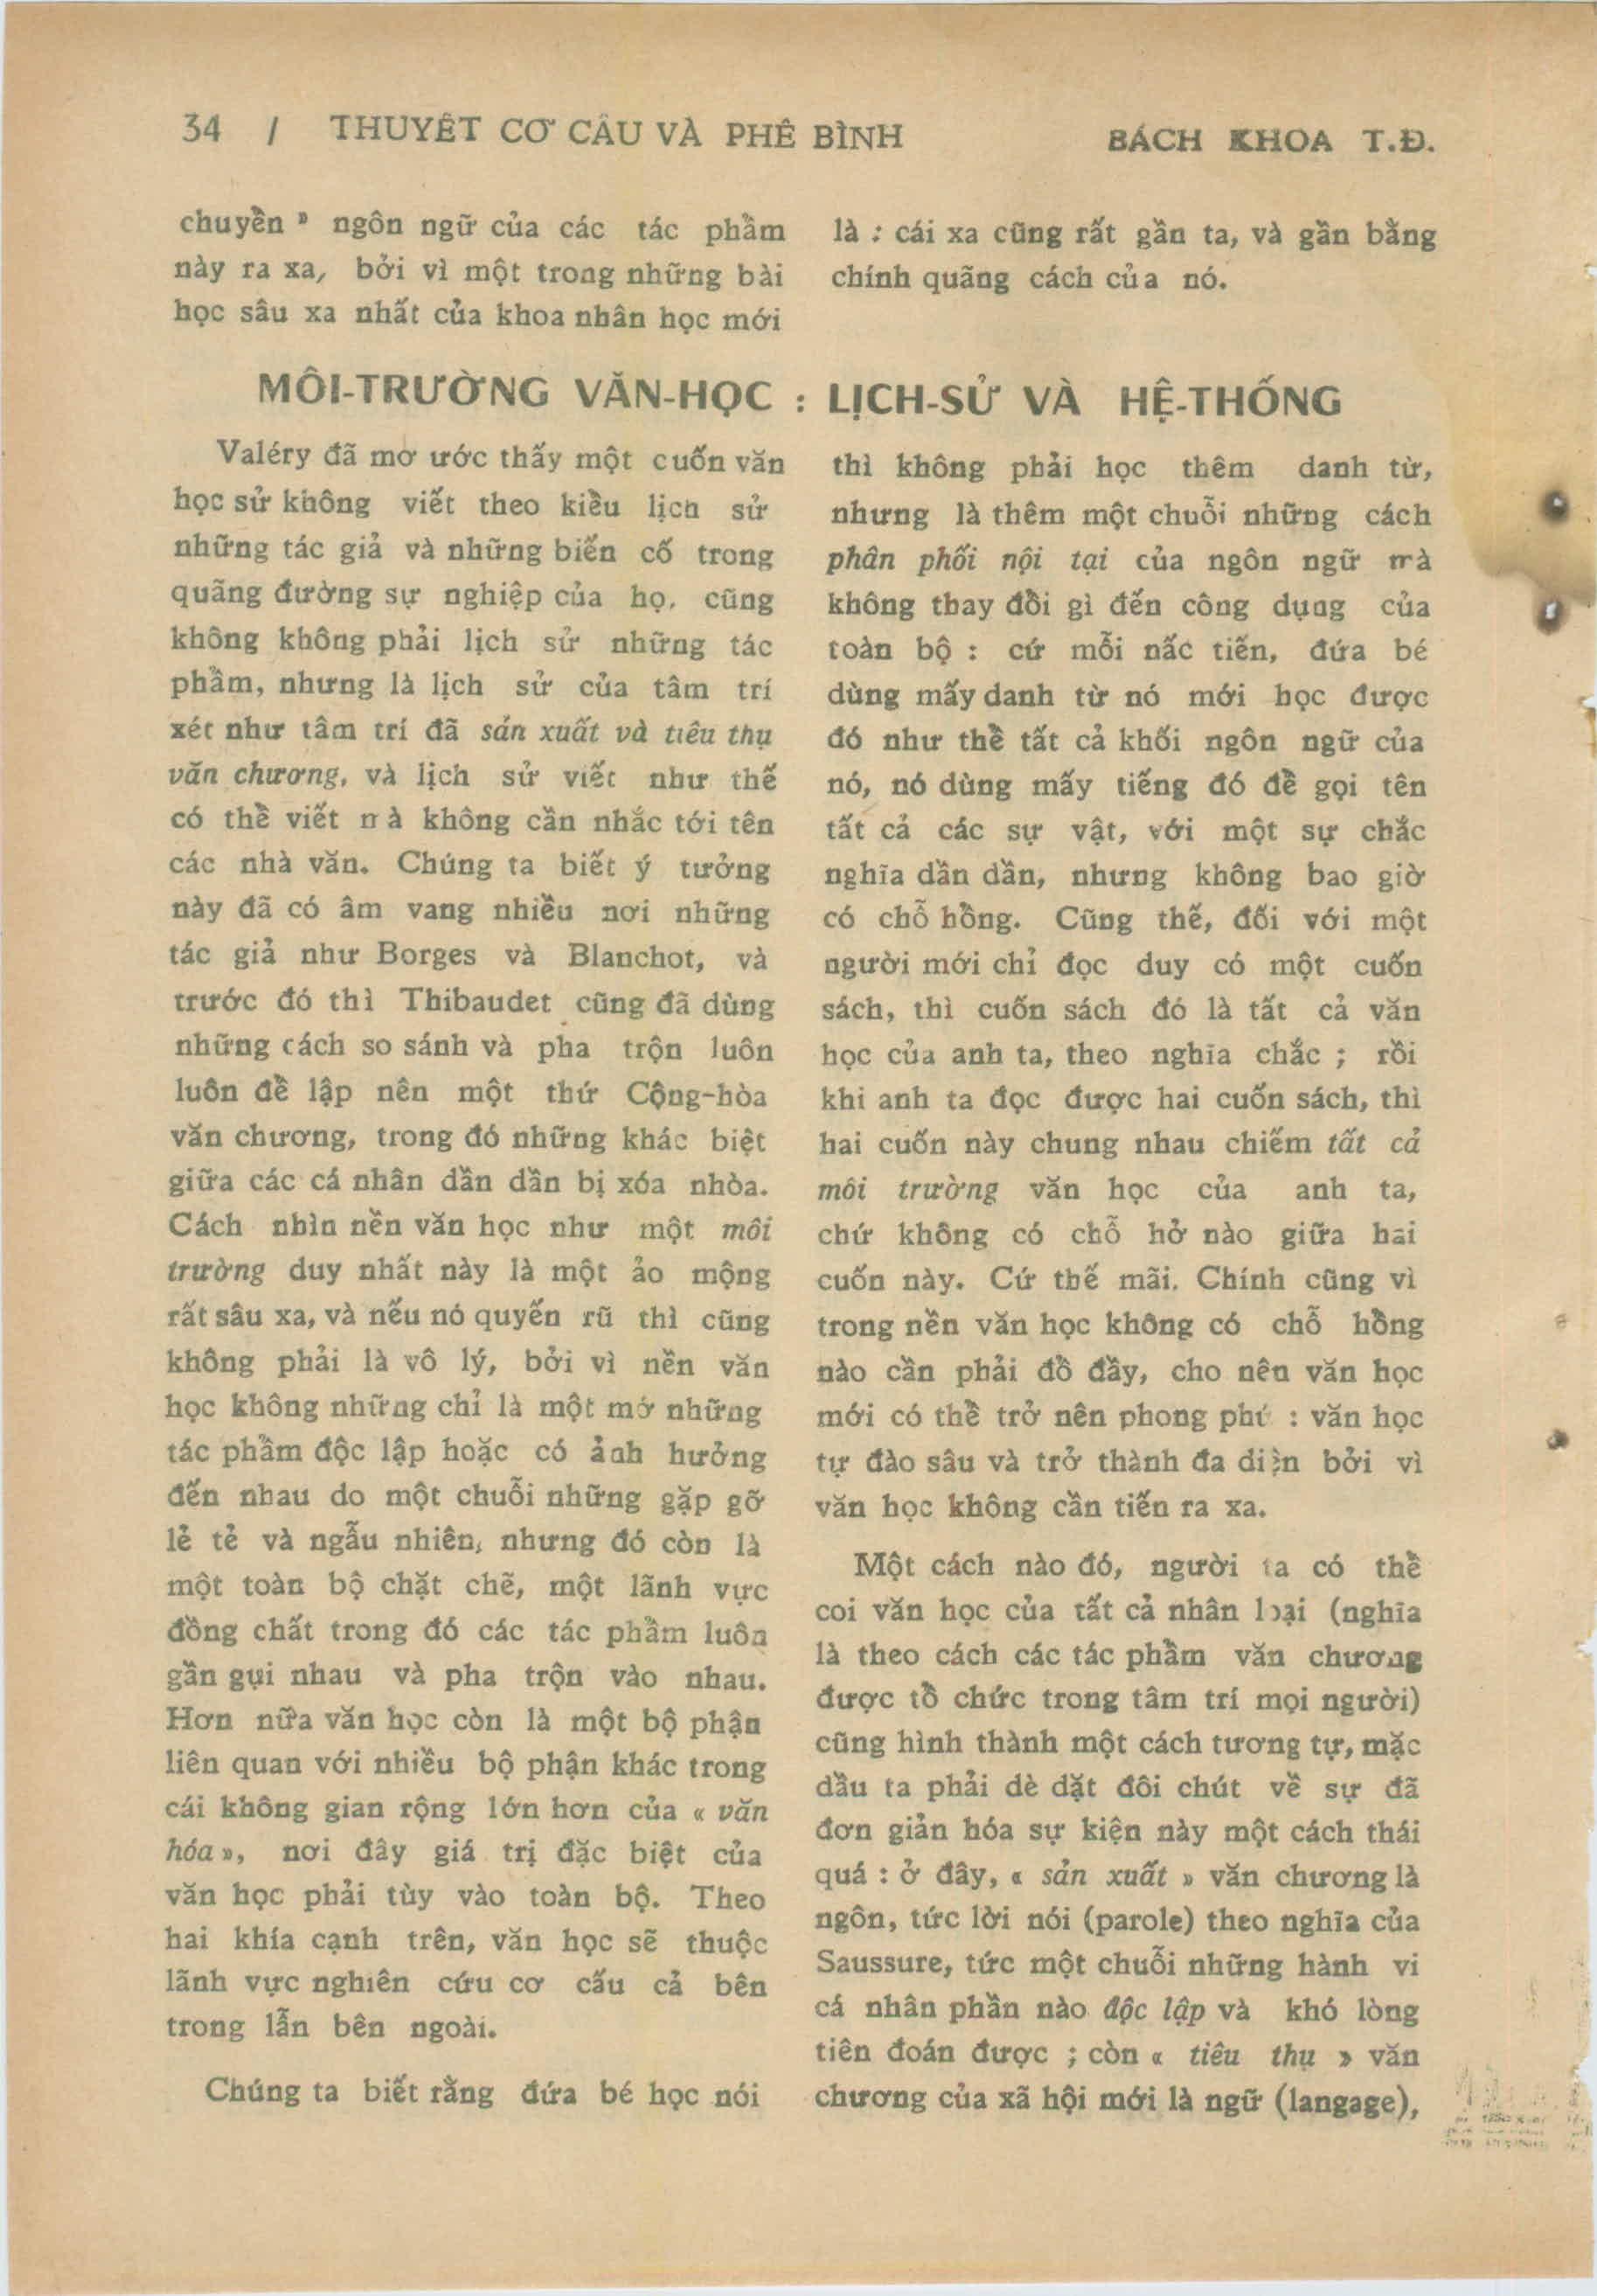 34 / THUYẾT CƠ CẤU VÀ PHÊ BÌNH
BÁCH KHOA T.Đ.
chuyển » ngôn ngữ của các tác phẩm
này ra xa, bởi vì một trong những bài
học sâu xa nhất của khoa nhân học mới
là : cái xa cũng rất gần ta, và gần bằng
chính quãng cách của nó.
MÔI-TRƯỜNG VĂN-HỌC : LỊCH-SỬ VÀ HỆ-THỐNG
Valéry đã mơ ước thấy một cuốn văn
học sử không viết theo kiểu lịch sử
những tác giả và những biến cố trong
quãng đường sự nghiệp của họ, cũng
không không phải lịch sử những tác
phẩm, nhưng là lịch sử của tâm trí
xét như tâm trí đã sản xuất và tiêu thụ
văn chương, và lịch sử viết như thế
có thể viết mà không cần nhắc tới tên
các nhà văn. Chúng ta biết ý tưởng
này đã có âm vang nhiều nơi những
tác giả như Borges và Blanchot, và
trước đó thì Thibaudet cũng đã dùng
những cách so sánh và pha trộn luôn
luôn để lập nên một thứ Cộng-hòa
văn chương, trong đó những khác biệt
giữa các cá nhân dần dần bị xóa nhòa.
Cách nhìn nền văn học như một môi
trường duy nhất này là một ảo mộng
rất sâu xa, và nếu nó quyến rũ thì cũng
không phải là vô lý, bởi vì nền văn
học không những chỉ là một mớ những
tác phẩm độc lập hoặc có ảnh hưởng
đến nhau do một chuỗi những gặp gỡ
lẻ tẻ và ngẫu nhiên, nhưng đó còn là
một toàn bộ chặt chẽ, một lãnh vực
đồng chất trong đó các tác phẩm luôn
gần gụi nhau và pha trộn vào nhau.
Hơn nữa văn học còn là một bộ phận
liên quan với nhiều bộ phận khác trong
cái không gian rộng lớn hơn của « văn
hóa », nơi đây giá trị đặc biệt của
văn học phải tùy vào toàn bộ. Theo
hai khía cạnh trên, văn học sẽ thuộc
lãnh vực nghiên cứu cơ cấu cả bên
trong lẫn bên ngoài.
Chúng ta biết rằng đứa bé học nói
thì không phải học thêm danh từ,
nhưng là thêm một chuỗi những cách
phân phối nội tại của ngôn ngữ mà
không thay đổi gì đến công dụng của
toàn bộ : cứ mỗi nấc tiến, đứa bé
dùng mấy danh từ nó mới học được
đó như thể tất cả khối ngôn ngữ của
nó, nó dùng mấy tiếng đó để gọi tên
tất cả các sự vật, với một sự chắc
nghĩa dần dần, nhưng không bao giờ
có chỗ hổng. Cũng thế, đối với một
người mới chỉ đọc duy có một cuốn
sách, thì cuốn sách đó là tất cả văn
học của anh ta, theo nghĩa chắc ; rồi
khi anh ta đọc được hai cuốn sách, thì
hai cuốn này chung nhau chiếm tất cả
môi trường văn học của anh ta,
chứ không có chỗ hở nào giữa hai
cuốn này. Cứ thế mãi. Chính cũng vì
trong nền văn học không có chỗ hổng
nào cần phải đổ đầy, cho nên văn học
mới có thể trở nên phong phú : văn học
tự đào sâu và trở thành đa diện bởi vì
văn học không cần tiến ra xa.
Một cách nào đó, người ta có thể
coi văn học của tất cả nhân loại (nghĩa
là theo cách các tác phẩm văn chương
được tổ chức trong tâm trí mọi người)
cũng hình thành một cách tương tự, mặc
dầu ta phải dè dặt đôi chút về sự đã
đơn giản hóa sự kiện này một cách thái
quá : ở đây, « sản xuất » văn chương là
ngôn, tức lời nói (parole) theo nghĩa của
Saussure, tức một chuỗi những hành vi
cá nhân phần nào độc lập và khó lòng
tiên đoán được ; còn « tiêu thụ » văn
chương của xã hội mới là ngữ (langage),